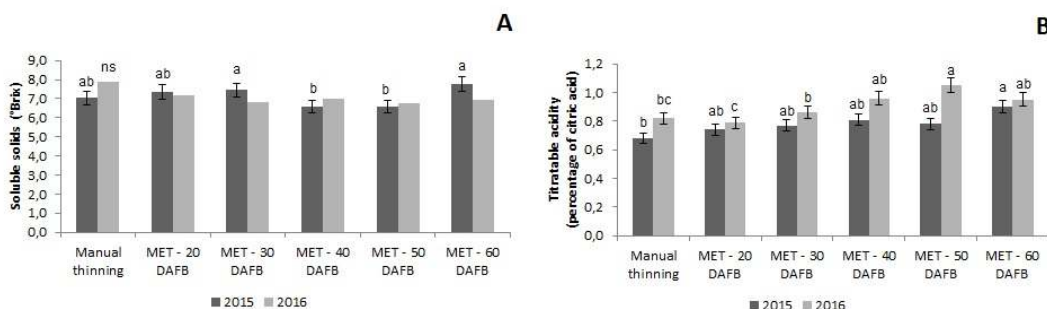 A
Soluble solids (°Brix)
9,0
8,0
7,0
6,0
5,0
4,0
3,0
2,0
1,0
0,0
ab ns ab a b b a
Manual thinning
MET - 20 DAFB
MET - 30 DAFB
MET - 40 DAFB
MET - 50 DAFB
MET - 60 DAFB
2015 2016
B
Titratable acidity
(percentage of citric acid)
1,2
1,0
0,8
0,6
0,4
0,2
0,0
b bc ab c ab b ab ab ab a a ab
Manual thinning
MET - 20 DAFB
MET - 30 DAFB
MET - 40 DAFB
MET - 50 DAFB
MET - 60 DAFB
2015 2016